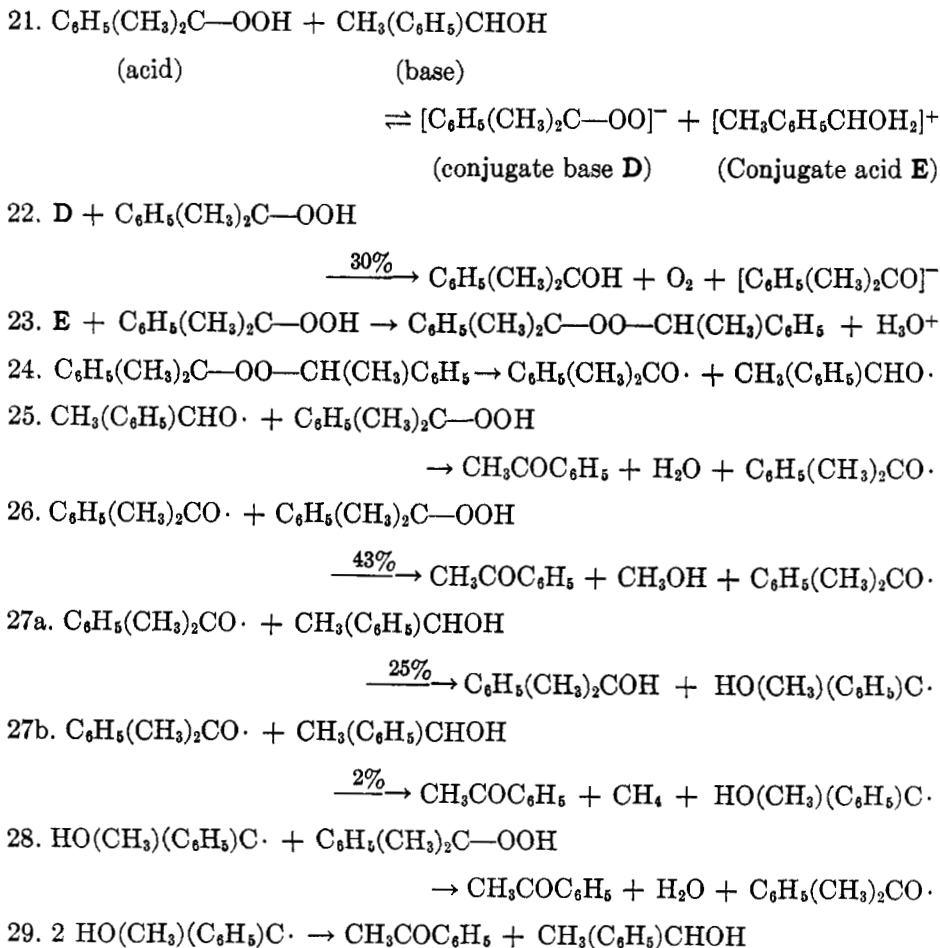 21. C₆H₅(CH₃)₂C—OOH + CH₃(C₆H₅)CHOH
(acid) (base)
⇌ [C₆H₅(CH₃)₂C—OO]⁻ + [CH₃C₆H₅CHOH₂]⁺
(conjugate base D) (Conjugate acid E)
22. D + C₆H₅(CH₃)₂C—OOH
30%
⟶ C₆H₅(CH₃)₂COH + O₂ + [C₆H₅(CH₃)₂CO]⁻
23. E + C₆H₅(CH₃)₂C—OOH → C₆H₅(CH₃)₂C—OO—CH(CH₃)C₆H₅ + H₃O⁺
24. C₆H₅(CH₃)₂C—OO—CH(CH₃)C₆H₅ → C₆H₅(CH₃)₂CO· + CH₃(C₆H₅)CHO·
25. CH₃(C₆H₅)CHO· + C₆H₅(CH₃)₂C—OOH
→ CH₃COC₆H₅ + H₂O + C₆H₅(CH₃)₂CO·
26. C₆H₅(CH₃)₂CO· + C₆H₅(CH₃)₂C—OOH
43%
⟶ CH₃COC₆H₅ + CH₃OH + C₆H₅(CH₃)₂CO·
27a. C₆H₅(CH₃)₂CO· + CH₃(C₆H₅)CHOH
25%
⟶ C₆H₅(CH₃)₂COH + HO(CH₃)(C₆H₅)C·
27b. C₆H₅(CH₃)₂CO· + CH₃(C₆H₅)CHOH
2%
⟶ CH₃COC₆H₅ + CH₄ + HO(CH₃)(C₆H₅)C·
28. HO(CH₃)(C₆H₅)C· + C₆H₅(CH₃)₂C—OOH
→ CH₃COC₆H₅ + H₂O + C₆H₅(CH₃)₂CO·
29. 2 HO(CH₃)(C₆H₅)C· → CH₃COC₆H₅ + CH₃(C₆H₅)CHOH